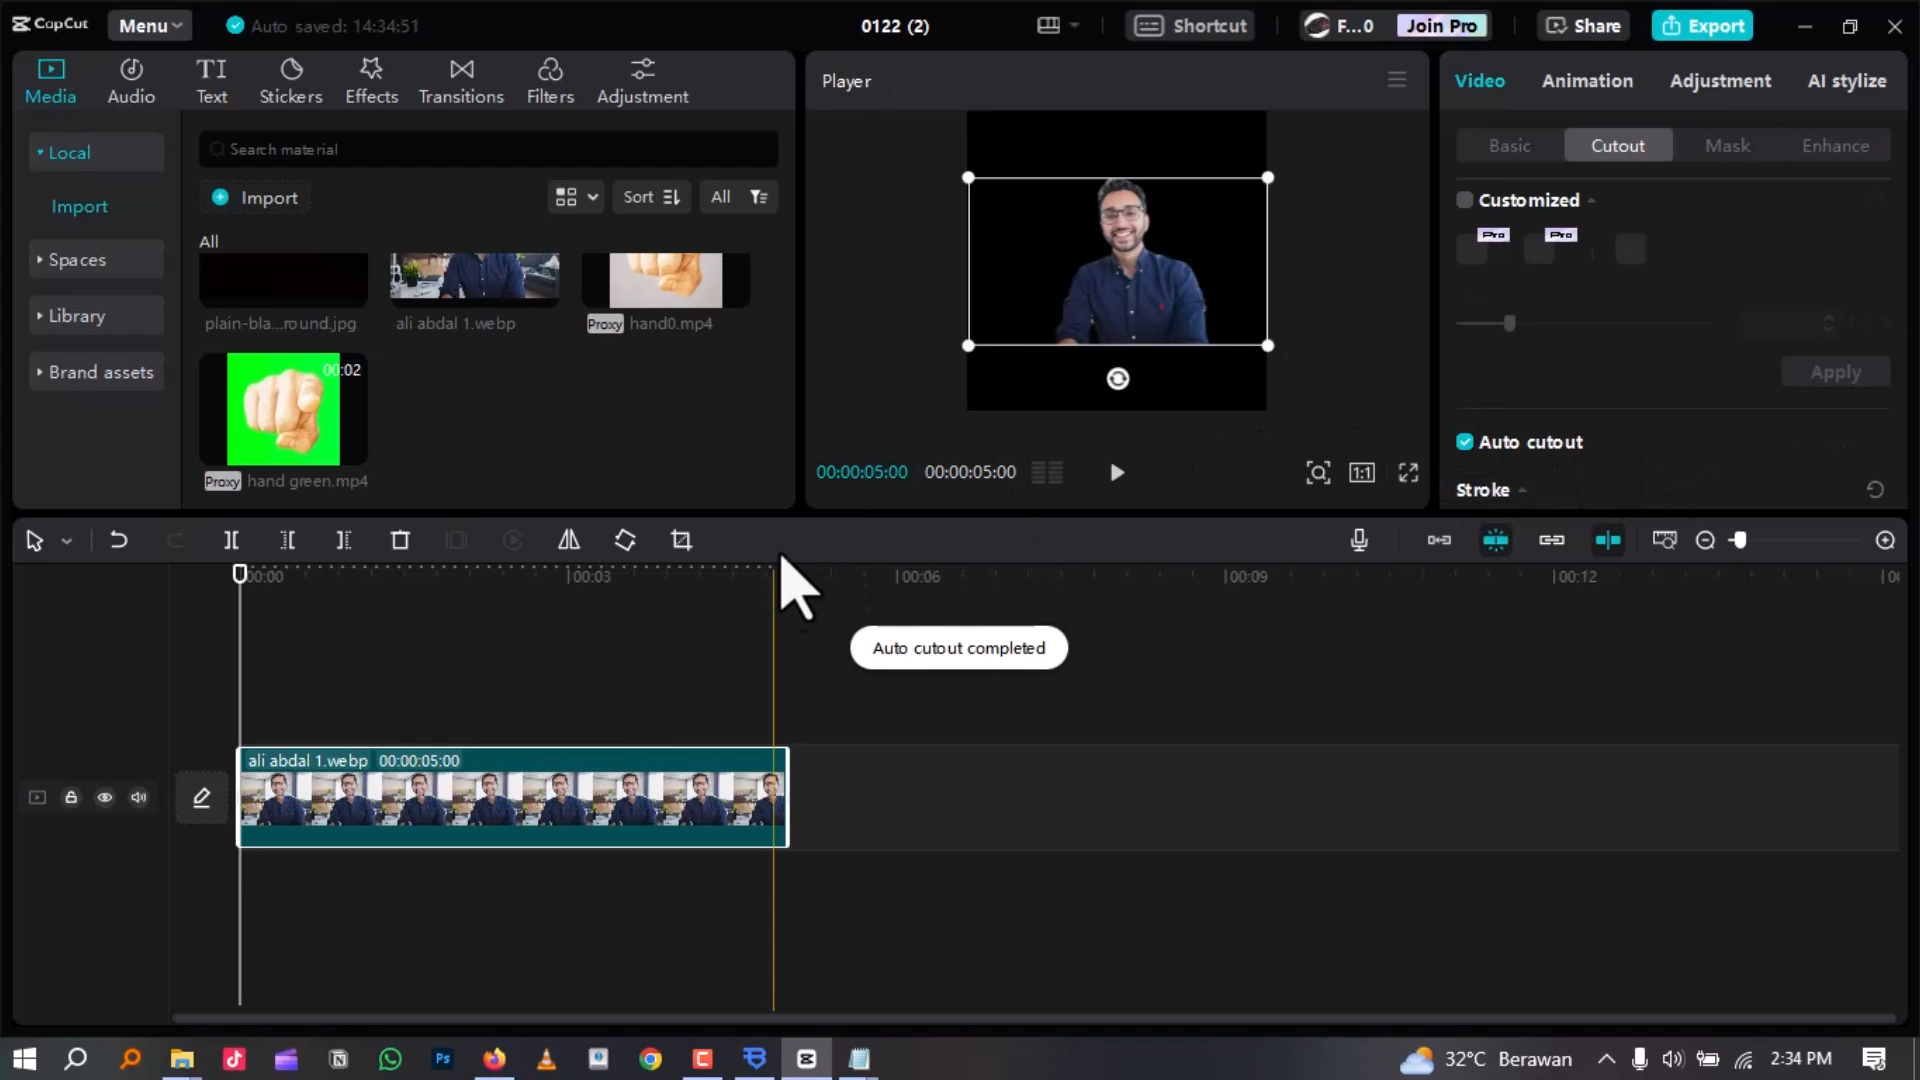 CapCut
Menu
Auto saved: 14:34:51
0122 (2)
Shortcut
F...0
Join Pro
Share
Export
Media
Audio
TI
Text
Stickers
Effects
Transitions
Filters
Adjustment
Player
Video
Animation
Adjustment
AI stylize
Local
Import
Spaces
Library
Brand assets
Search material
Import
Sort
All
All
plain-bla...round.jpg
ali abdal 1.webp
Proxy hand0.mp4
00:02
Proxy hand green.mp4
Basic
Cutout
Mask
Enhance
Customized
Pro
Pro
Apply
Auto cutout
Stroke
00:00:05:00
00:00:05:00
1:1
00:00
00:03
00:06
00:09
00:12
Auto cutout completed
ali abdal 1.webp 00:00:05:00
Ps
32°C Berawan
2:34 PM